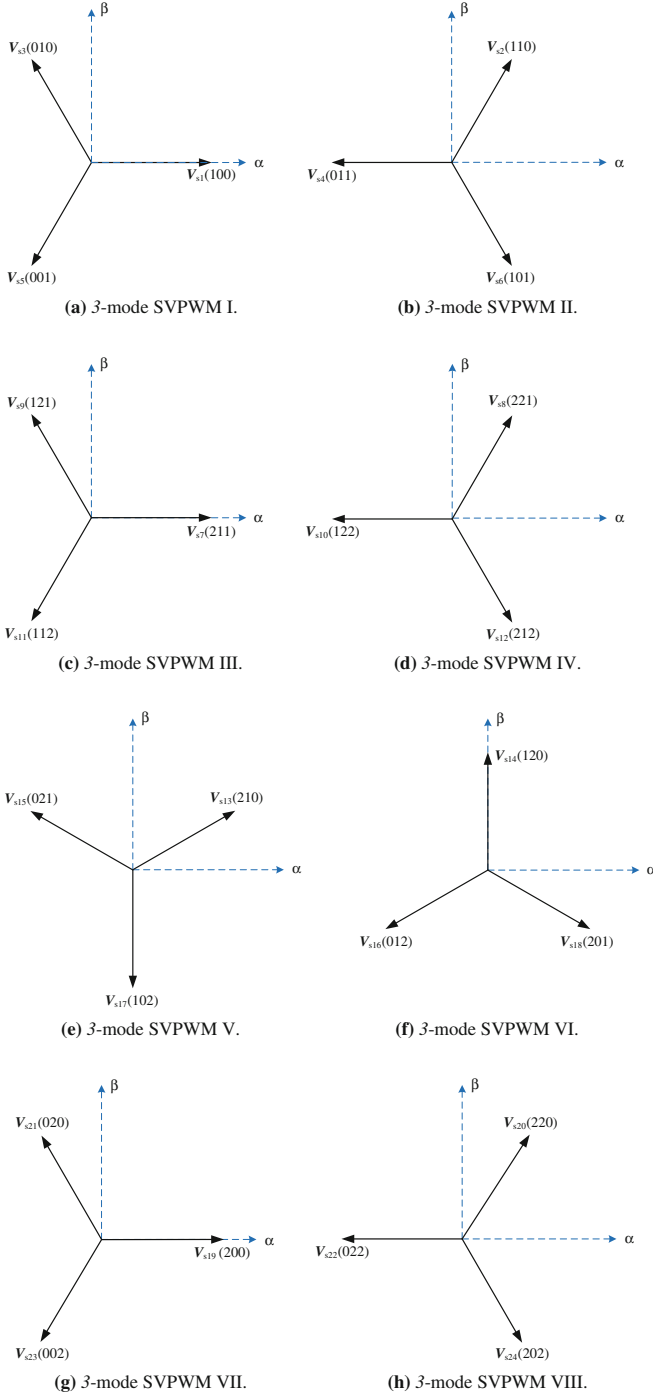 β
V_s3(010)
α
V_s1(100)
V_s5(001)
(a) 3-mode SVPWM I.
β
V_s2(110)
α
V_s4(011)
V_s6(101)
(b) 3-mode SVPWM II.
β
V_s9(121)
α
V_s7(211)
V_s11(112)
(c) 3-mode SVPWM III.
β
V_s8(221)
α
V_s10(122)
V_s12(212)
(d) 3-mode SVPWM IV.
β
V_s15(021)
V_s13(210)
α
V_s17(102)
(e) 3-mode SVPWM V.
β
V_s14(120)
α
V_s16(012)
V_s18(201)
(f) 3-mode SVPWM VI.
β
V_s21(020)
α
V_s19(200)
V_s23(002)
(g) 3-mode SVPWM VII.
β
V_s20(220)
α
V_s22(022)
V_s24(202)
(h) 3-mode SVPWM VIII.